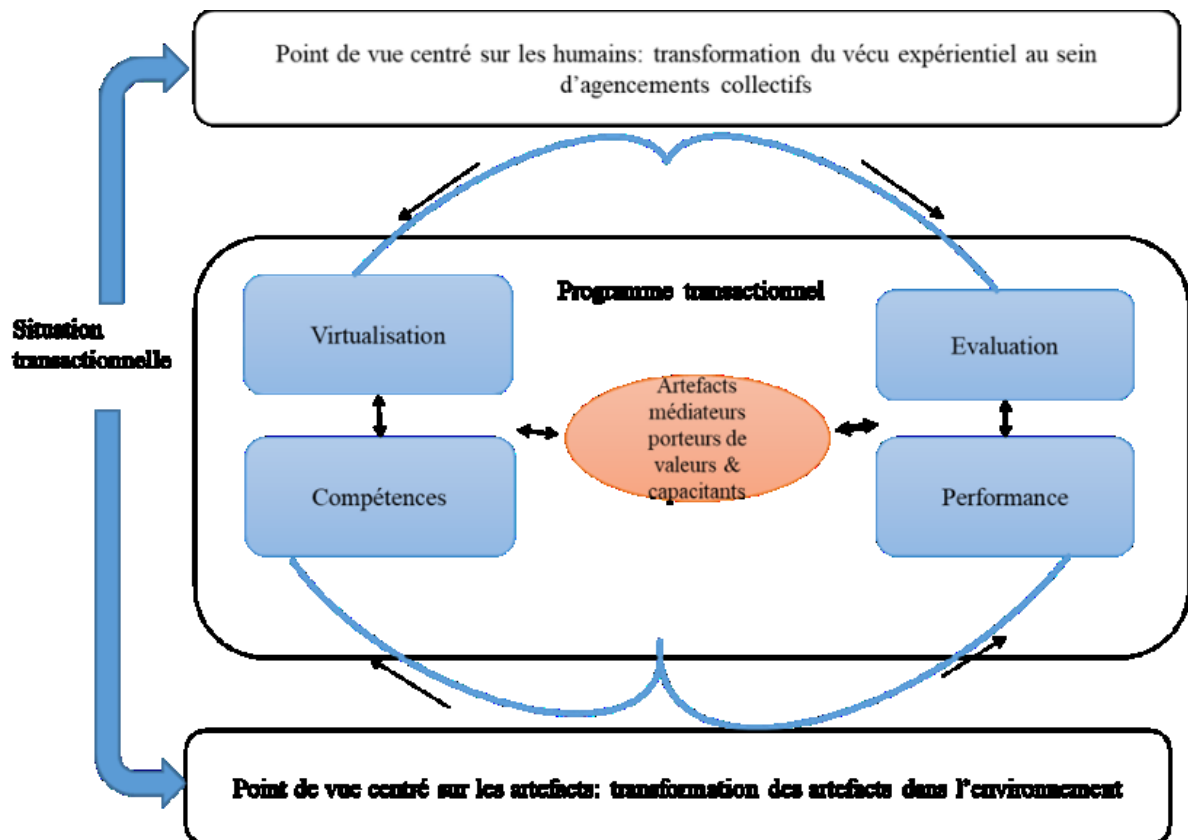 Point de vue centré sur les humains: transformation du vécu expérientiel au sein
d'agencements collectifs
Programme transactionnel
Situation
transactionnelle
Virtualisation
Evaluation
Artefacts
médiateurs
porteurs de
valeurs &
capacitants
Compétences
Performance
Point de vue centré sur les artefacts: transformation des artefacts dans l'environnement